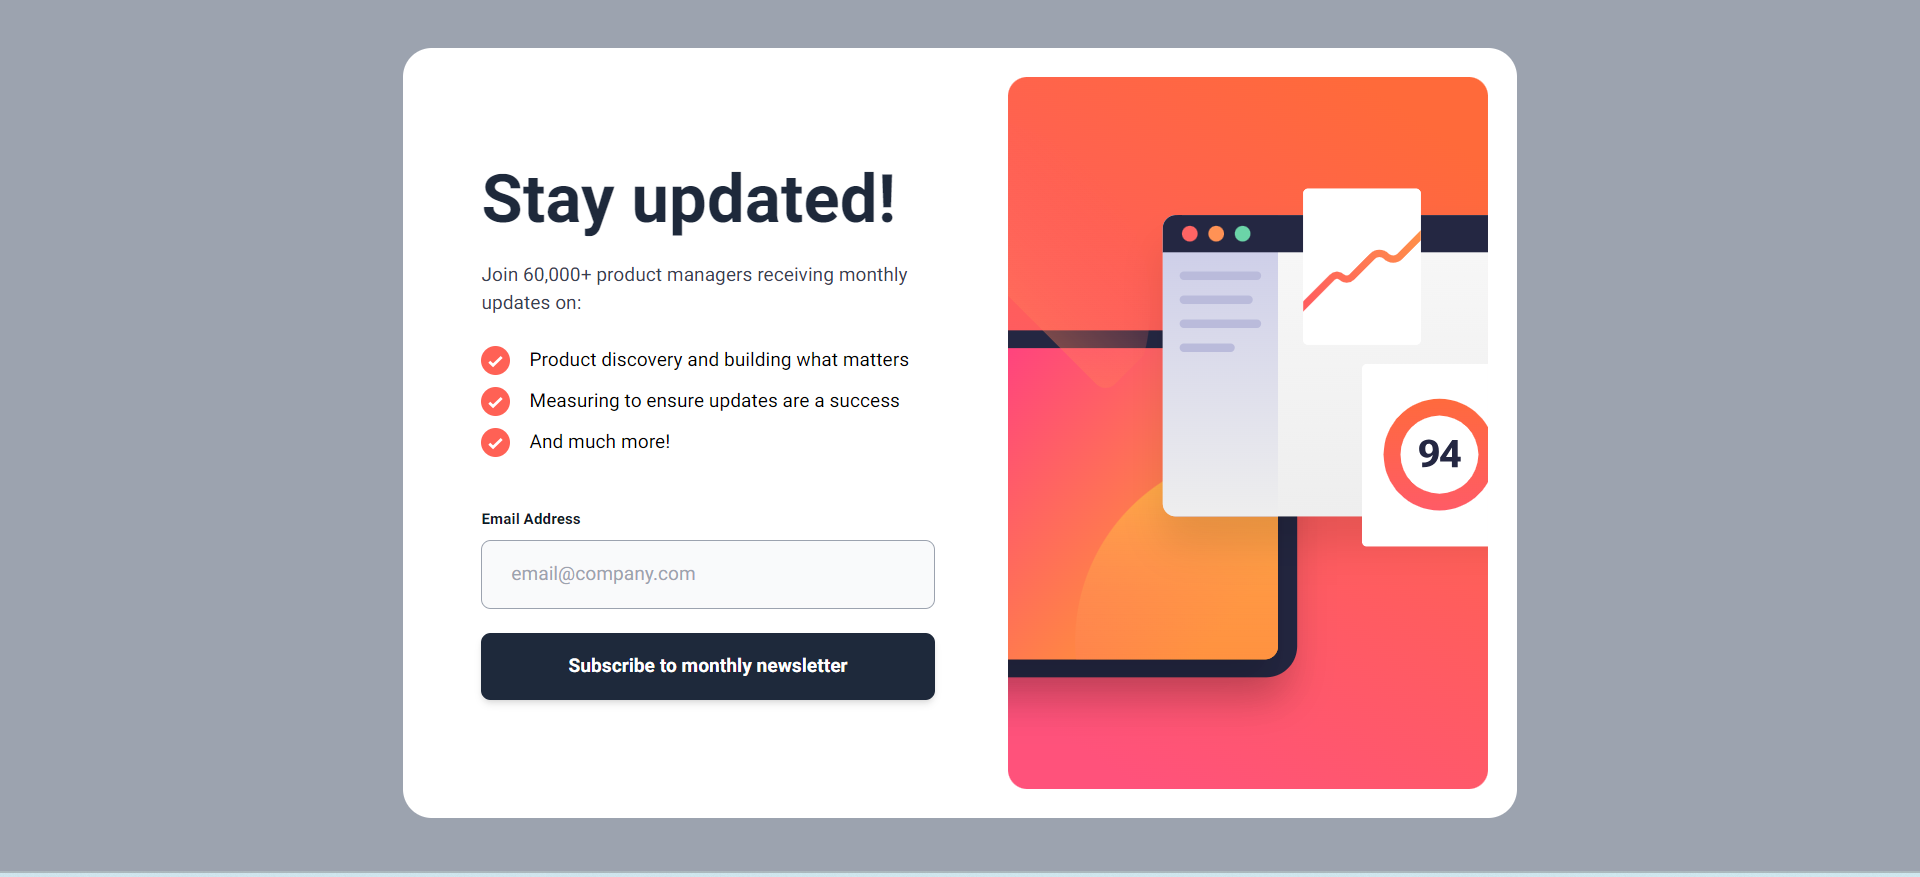 Stay updated!
Join 60,000+ product managers receiving monthly
updates on:
Product discovery and building what matters
Measuring to ensure updates are a success
And much more!
Email Address
email@company.com
Subscribe to monthly newsletter
94